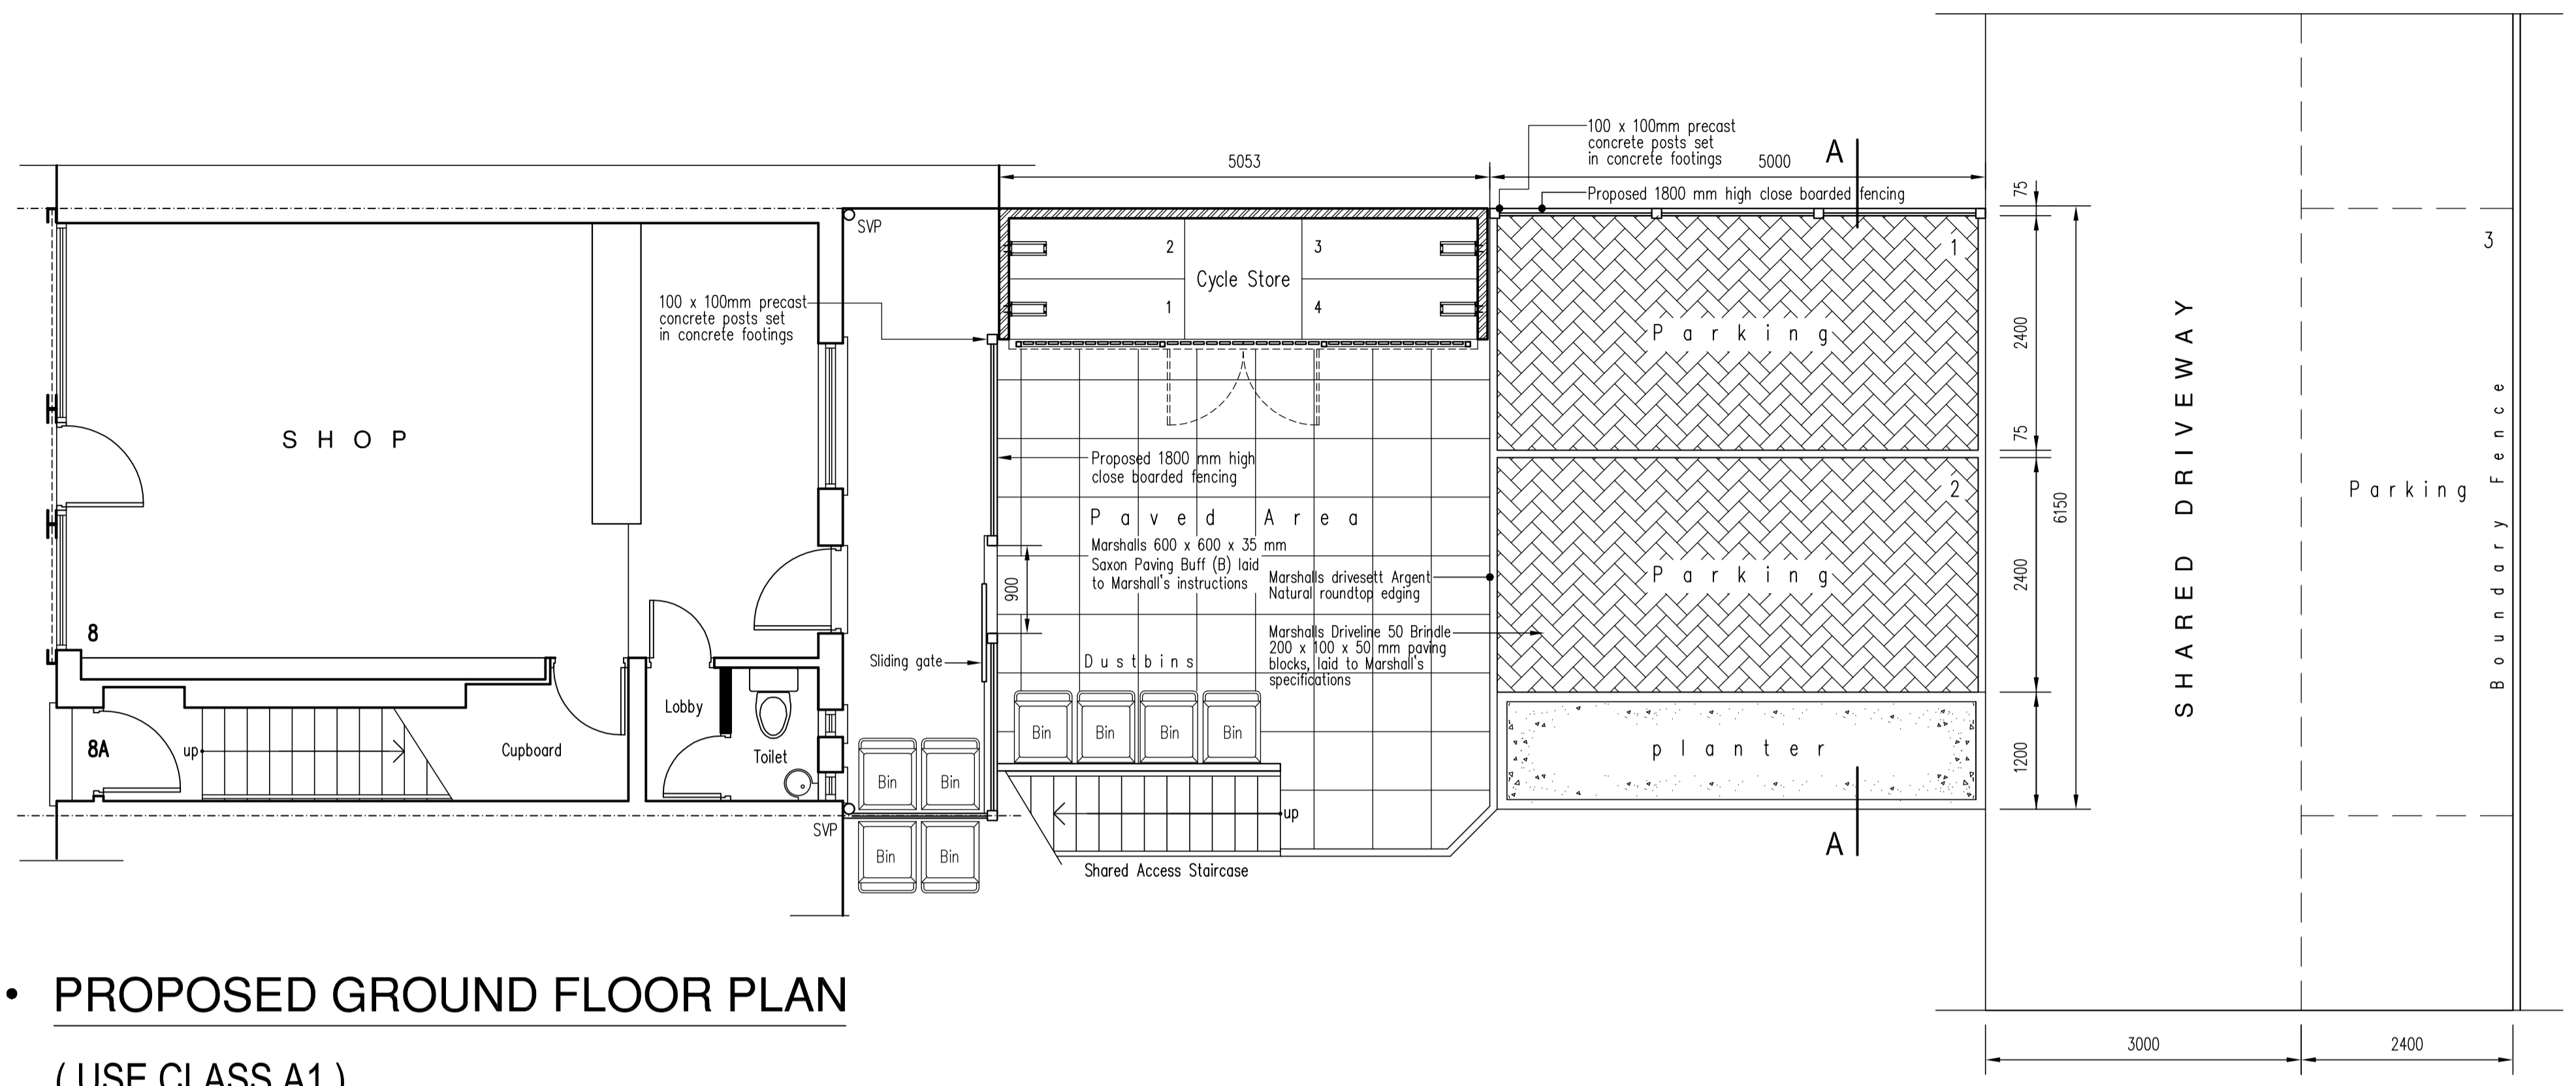 100 x 100mm precast
concrete posts set
in concrete footings
A
5053
5000
Proposed 1800 mm high close boarded fencing
75
SVP
2
3
Cycle Store
1
4
1
3
100 x 100mm precast
concrete posts set
in concrete footings
Parking
2400
SHARED DRIVEWAY
Boundary Fence
SHOP
75
Proposed 1800 mm high
close boarded fencing
2
Parking
6150
Paved Area
Marshalls 600 x 600 x 35 mm
Saxon Paving Buff (B) laid
to Marshall's instructions
900
Marshalls drivesett Argent
Natural roundtop edging
Parking
2400
8
Marshalls Driveline 50 Brindle
200 x 100 x 50 mm paving
blocks, laid to Marshall's
specifications
Sliding gate
Dustbins
Lobby
8A
up
Cupboard
Toilet
Bin
Bin
Bin
Bin
Bin
Bin
planter
1200
up
SVP
Bin
Bin
Shared Access Staircase
A
• PROPOSED GROUND FLOOR PLAN
3000
2400
( USE CLASS A1 )